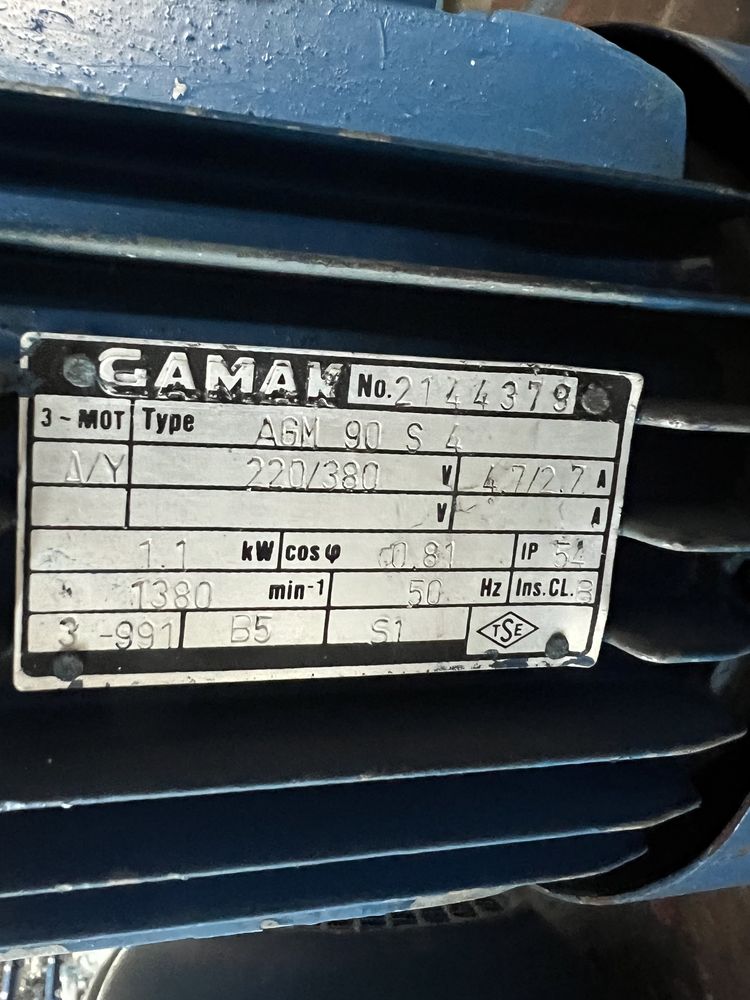 GAMAK No. 2144379
3~MOT Type AGM 90 S 4
Δ/Y 220/380 V 4.7/2.7 A
V A
1.1 kW cos φ 0.81 IP 54
1380 min-1 50 Hz Ins.CL. B
3 -991 B5 S1 TSE